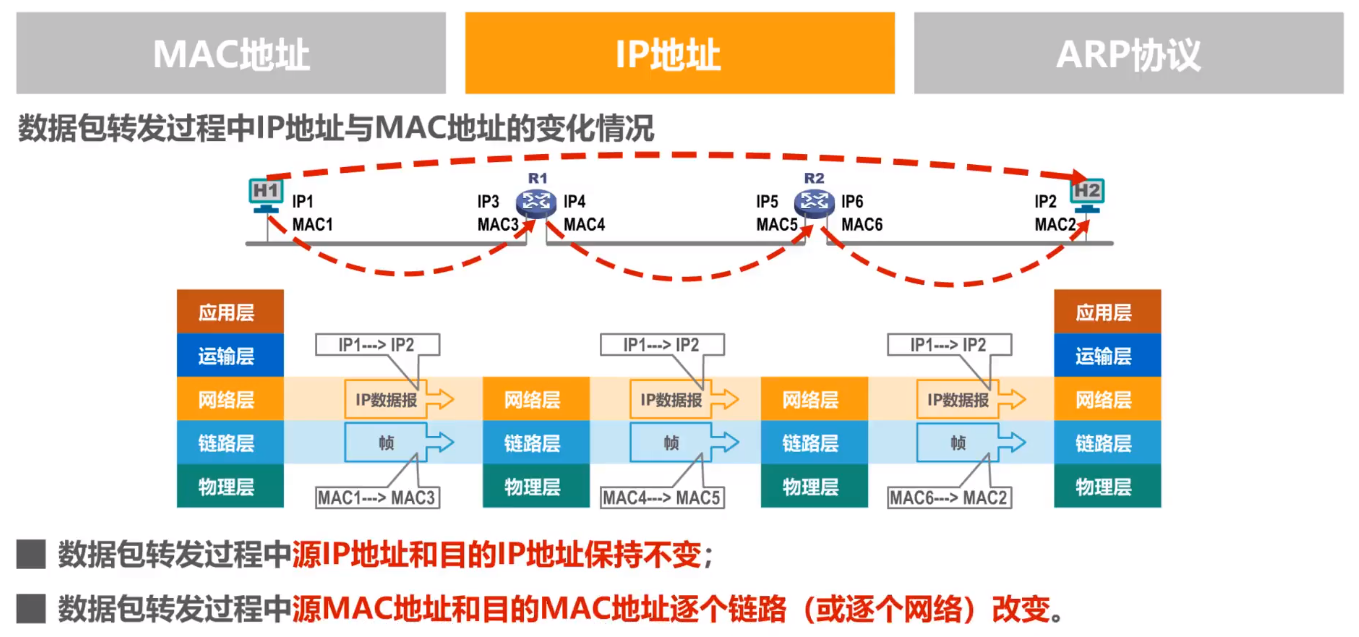 MAC地址 IP地址 ARP协议
数据包转发过程中IP地址与MAC地址的变化情况
R1 R2
H1 H2
IP1 IP3 IP4 IP5 IP6 IP2
MAC1 MAC3 MAC4 MAC5 MAC6 MAC2
应用层 应用层
运输层 IP1---> IP2 IP1---> IP2 IP1---> IP2 运输层
网络层 IP数据报 网络层 IP数据报 网络层 IP数据报 网络层
链路层 帧 链路层 帧 链路层 帧 链路层
物理层 MAC1---> MAC3 物理层 MAC4---> MAC5 物理层 MAC6---> MAC2 物理层
数据包转发过程中源IP地址和目的IP地址保持不变；
数据包转发过程中源MAC地址和目的MAC地址逐个链路（或逐个网络）改变。